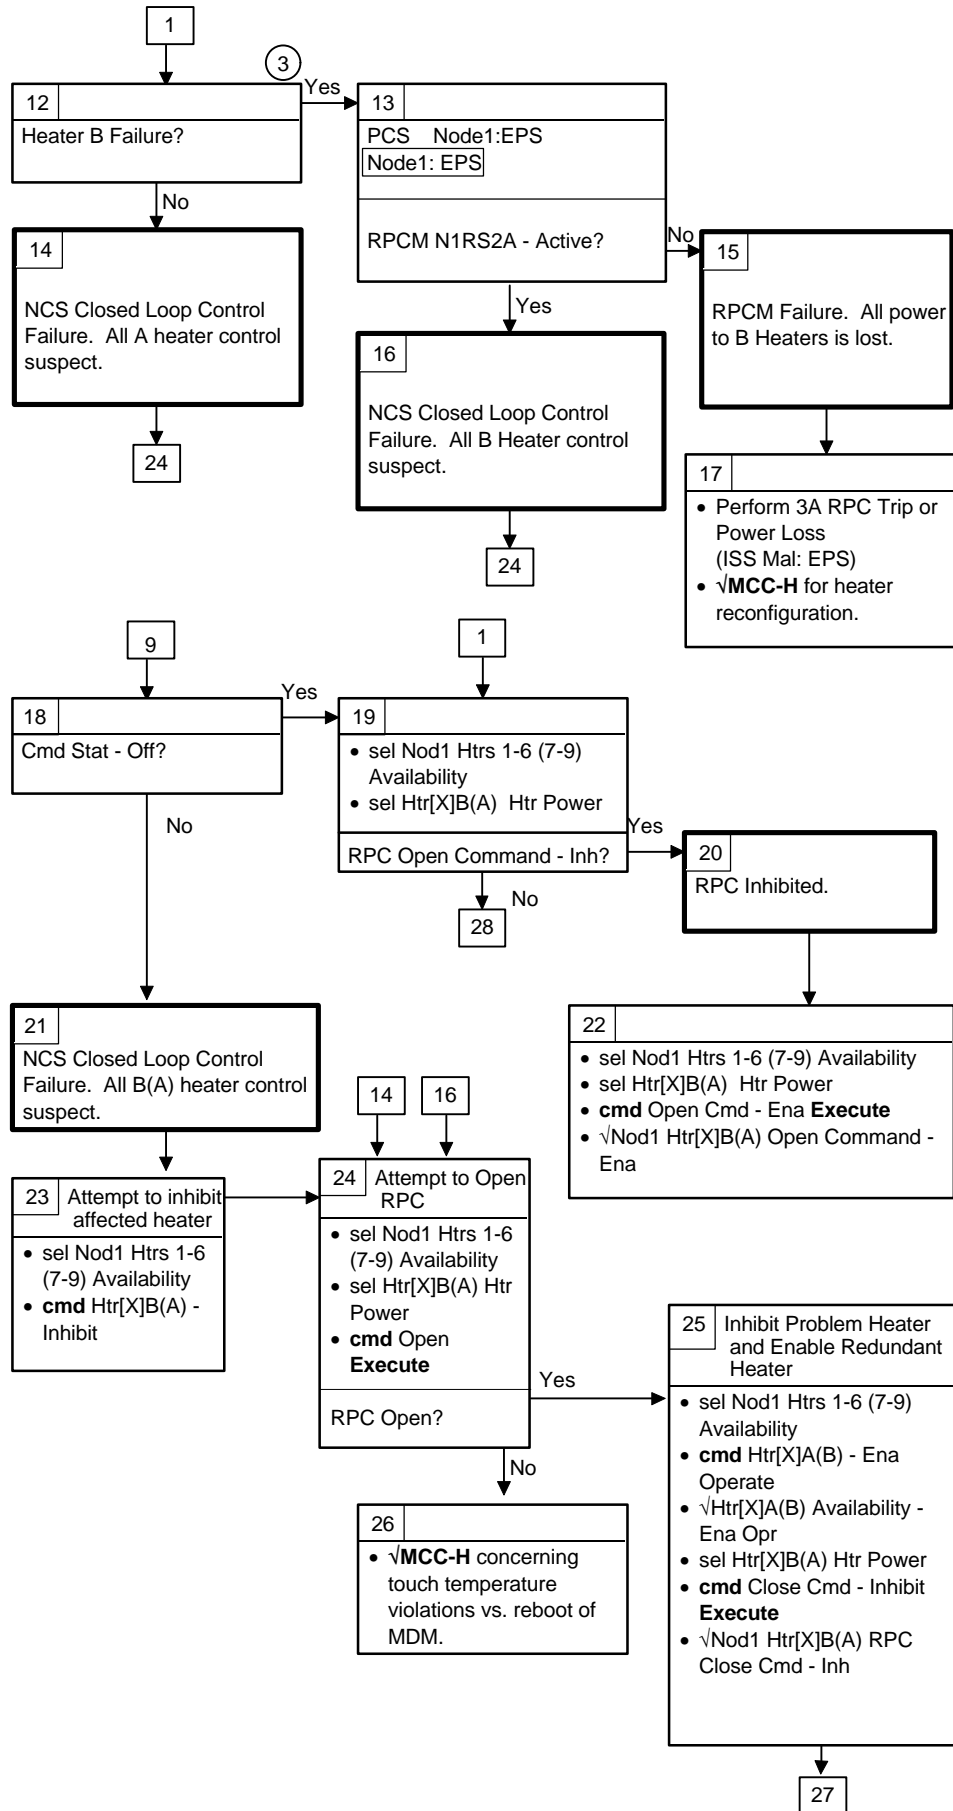 1
3
Yes
12
Heater B Failure?
No
13
PCS Node1:EPS
Node1: EPS
RPCM N1RS2A - Active?
No
Yes
14
NCS Closed Loop Control
Failure. All A heater control
suspect.
24
15
RPCM Failure. All power
to B Heaters is lost.
16
NCS Closed Loop Control
Failure. All B Heater control
suspect.
24
17
• Perform 3A RPC Trip or
Power Loss
(ISS Mal: EPS)
• √MCC-H for heater
reconfiguration.
9
1
18
Cmd Stat - Off?
Yes
No
19
• sel Nod1 Htrs 1-6 (7-9)
Availability
• sel Htr[X]B(A) Htr Power
RPC Open Command - Inh?
Yes
No
28
20
RPC Inhibited.
21
NCS Closed Loop Control
Failure. All B(A) heater control
suspect.
22
• sel Nod1 Htrs 1-6 (7-9) Availability
• sel Htr[X]B(A) Htr Power
• cmd Open Cmd - Ena Execute
• √Nod1 Htr[X]B(A) Open Command -
Ena
14
16
23 Attempt to inhibit
affected heater
• sel Nod1 Htrs 1-6
(7-9) Availability
• cmd Htr[X]B(A) -
Inhibit
24 Attempt to Open
RPC
• sel Nod1 Htrs 1-6
(7-9) Availability
• sel Htr[X]B(A) Htr
Power
• cmd Open
Execute
RPC Open?
Yes
No
25 Inhibit Problem Heater
and Enable Redundant
Heater
• sel Nod1 Htrs 1-6 (7-9)
Availability
• cmd Htr[X]A(B) - Ena
Operate
• √Htr[X]A(B) Availability -
Ena Opr
• sel Htr[X]B(A) Htr Power
• cmd Close Cmd - Inhibit
Execute
• √Nod1 Htr[X]B(A) RPC
Close Cmd - Inh
26
• √MCC-H concerning
touch temperature
violations vs. reboot of
MDM.
27